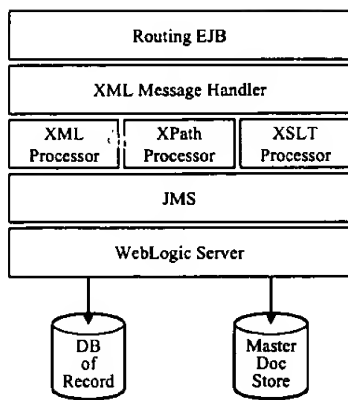 Routing EJB
XML Message Handler
XML
Processor
XPath
Processor
XSLT
Processor
JMS
WebLogic Server
DB
of
Record
Master
Doc
Store